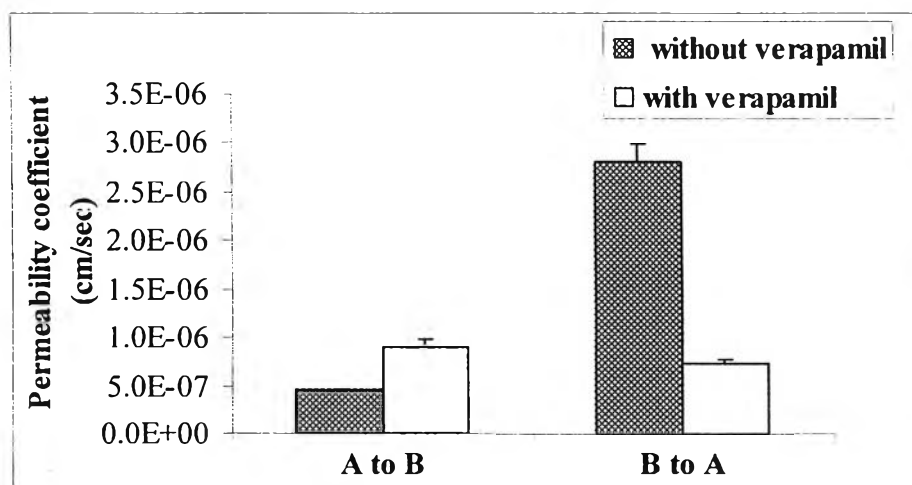 without verapamil
with verapamil
Permeability coefficient
(cm/sec)
3.5E-06
3.0E-06
2.5E-06
2.0E-06
1.5E-06
1.0E-06
5.0E-07
0.0E+00
A to B
B to A